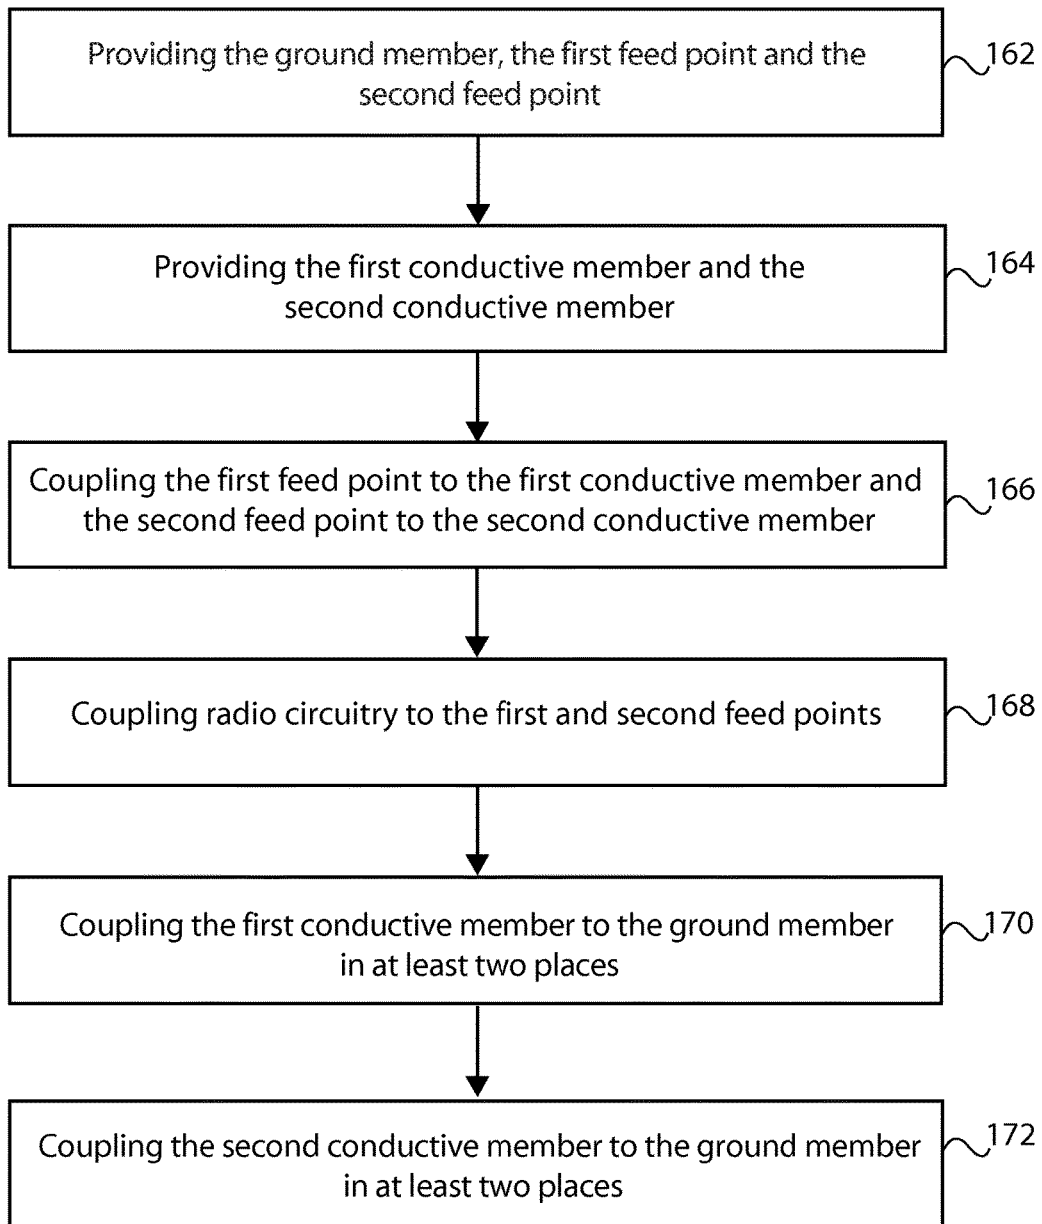 Providing the ground member, the first feed point and the
second feed point
162
Providing the first conductive member and the
second conductive member
164
Coupling the first feed point to the first conductive member and
the second feed point to the second conductive member
166
Coupling radio circuitry to the first and second feed points
168
Coupling the first conductive member to the ground member
in at least two places
170
Coupling the second conductive member to the ground member
in at least two places
172